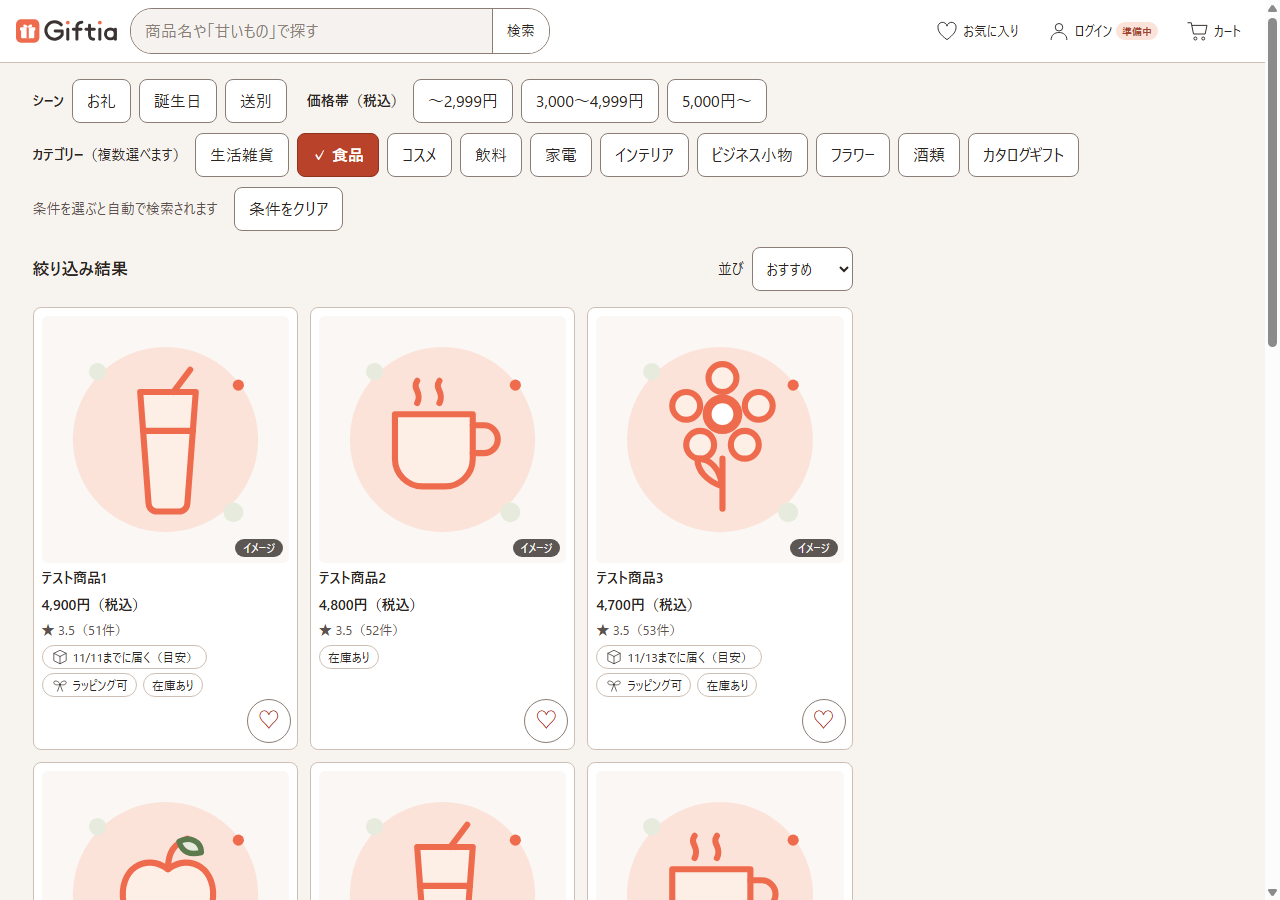 Giftia 商品名や「甘いもの」で探す 検索 お気に入り ログイン 準備中 カート
シーン お礼 誕生日 送別 価格帯（税込） ～2,999円 3,000～4,999円 5,000円～
カテゴリー（複数選べます） 生活雑貨 ✓ 食品 コスメ 飲料 家電 インテリア ビジネス小物 フラワー 酒類 カタログギフト
条件を選ぶと自動で検索されます 条件をクリア
絞り込み結果 並び おすすめ
イメージ イメージ イメージ
テスト商品1 テスト商品2 テスト商品3
4,900円（税込） 4,800円（税込） 4,700円（税込）
★ 3.5（51件） ★ 3.5（52件） ★ 3.5（53件）
11/11までに届く（目安） 在庫あり 11/13までに届く（目安）
ラッピング可 在庫あり ラッピング可 在庫あり